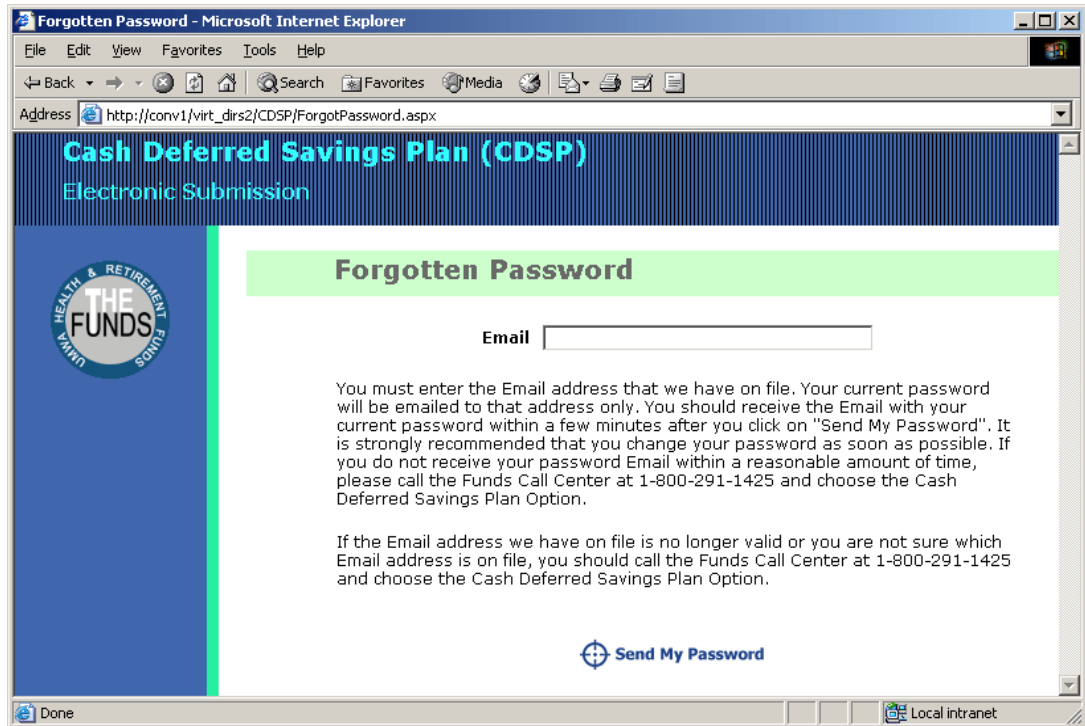 Forgotten Password - Microsoft Internet Explorer
File Edit View Favorites Tools Help
Back Search Favorites Media
Address http://conv1/virt_dirs2/CDSP/ForgotPassword.aspx
Cash Deferred Savings Plan (CDSP)
Electronic Submission
UMWA HEALTH & RETIREMENT FUNDS
THE
FUNDS
Forgotten Password
Email
You must enter the Email address that we have on file. Your current password
will be emailed to that address only. You should receive the Email with your
current password within a few minutes after you click on "Send My Password". It
is strongly recommended that you change your password as soon as possible. If
you do not receive your password Email within a reasonable amount of time,
please call the Funds Call Center at 1-800-291-1425 and choose the Cash
Deferred Savings Plan Option.
If the Email address we have on file is no longer valid or you are not sure which
Email address is on file, you should call the Funds Call Center at 1-800-291-1425
and choose the Cash Deferred Savings Plan Option.
Send My Password
Done Local intranet